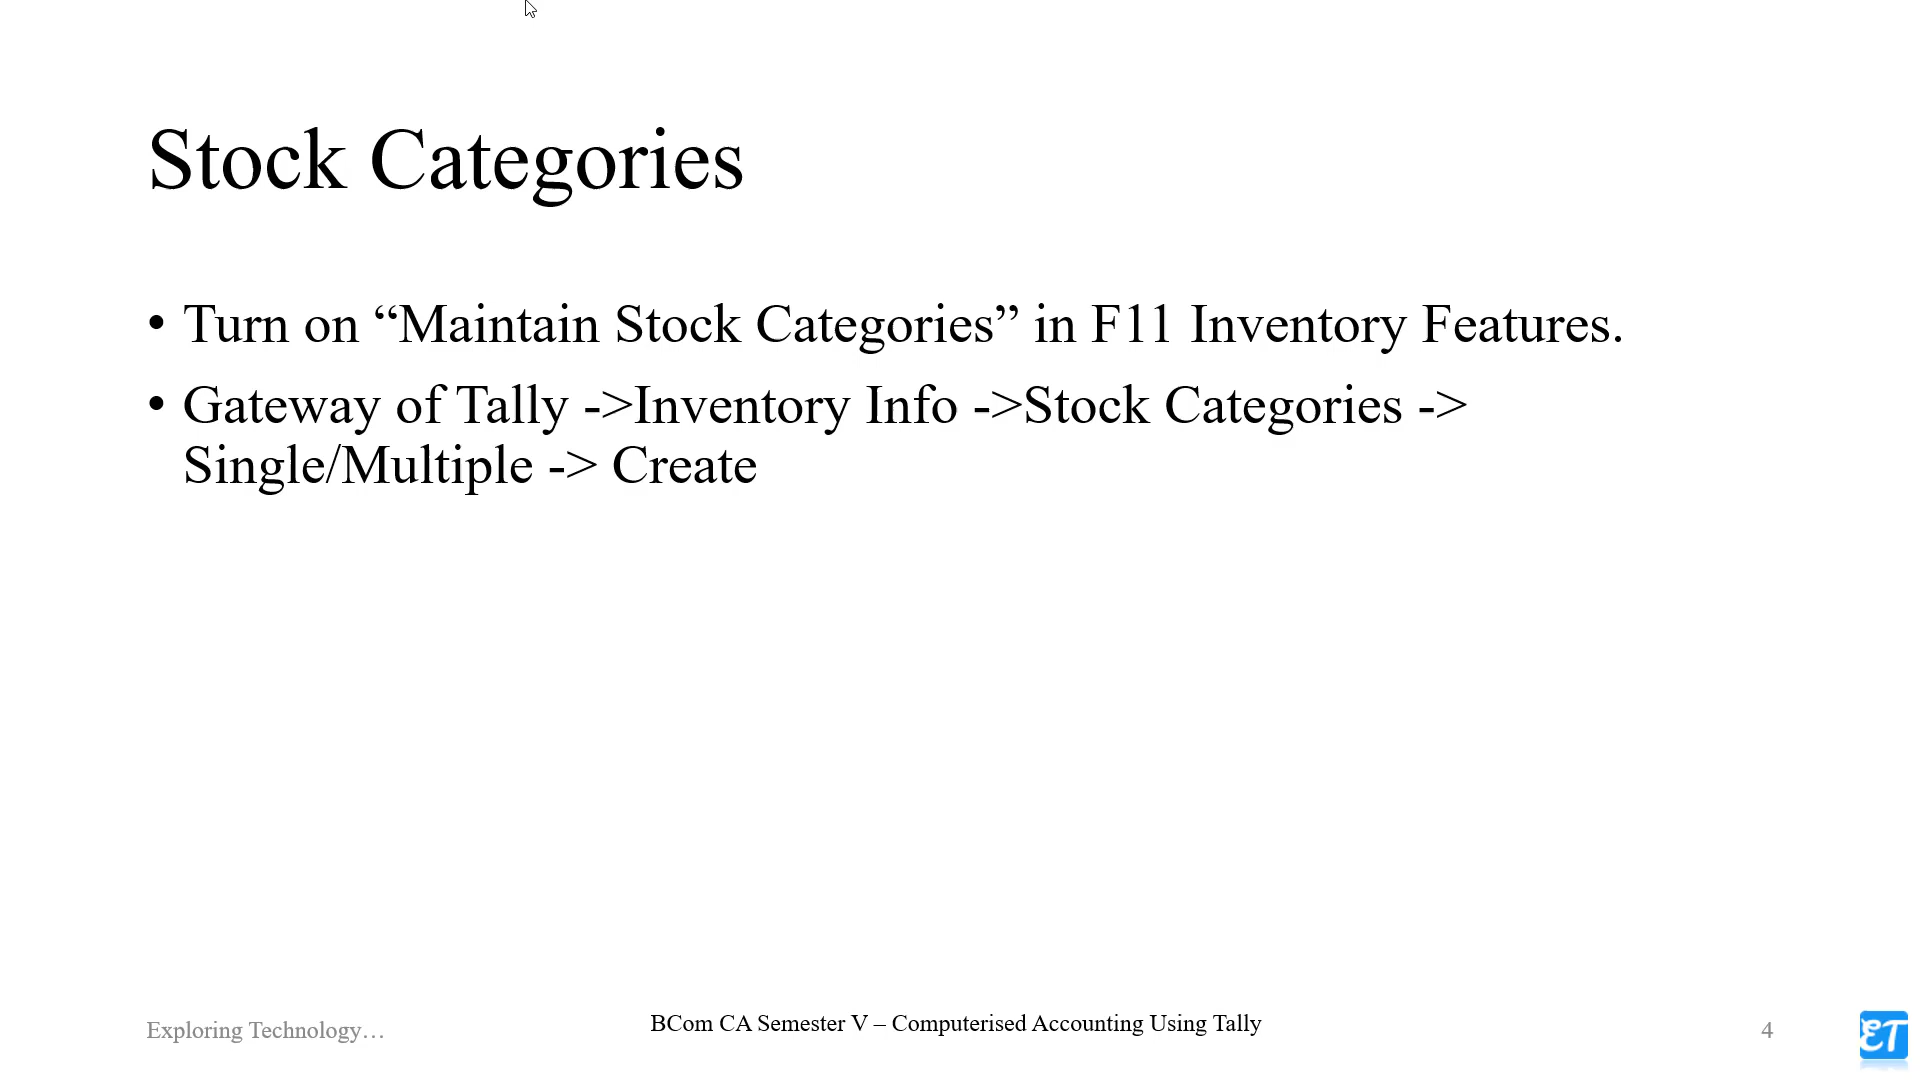 Stock Categories
• Turn on “Maintain Stock Categories” in F11 Inventory Features.
• Gateway of Tally ->Inventory Info ->Stock Categories ->
Single/Multiple -> Create
Exploring Technology…
BCom CA Semester V – Computerised Accounting Using Tally
4
ET